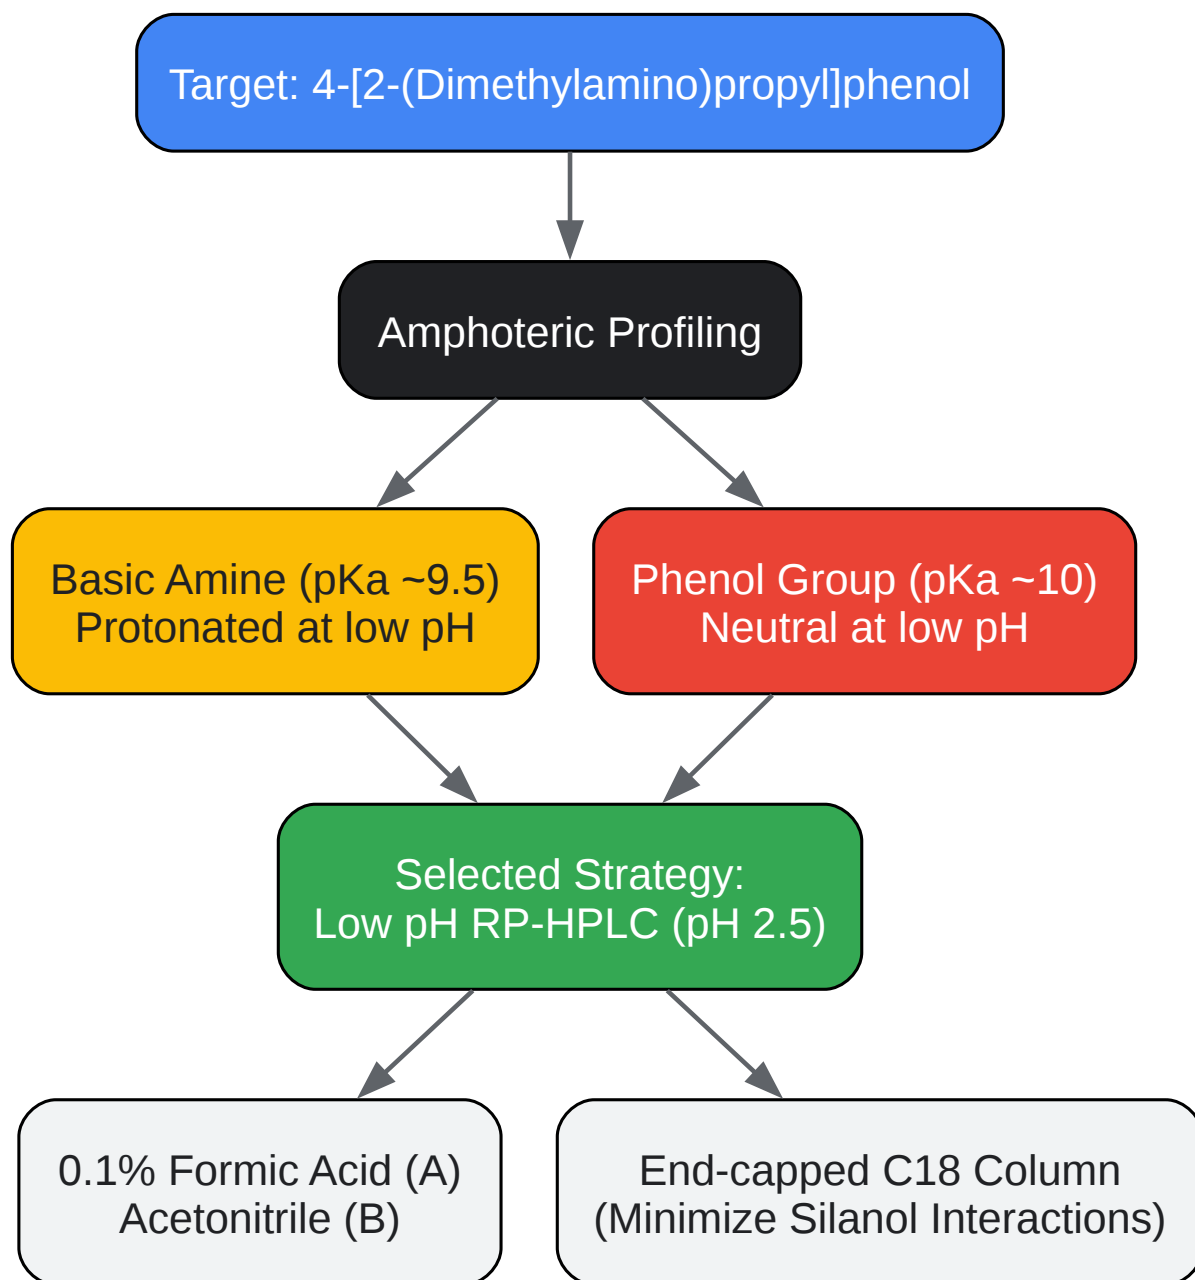 Target: 4-[2-(Dimethylamino)propyl]phenol
Amphoteric Profiling
Basic Amine (pKa ~9.5)
Protonated at low pH
Phenol Group (pKa ~10)
Neutral at low pH
Selected Strategy:
Low pH RP-HPLC (pH 2.5)
0.1% Formic Acid (A)
Acetonitrile (B)
End-capped C18 Column
(Minimize Silanol Interactions)